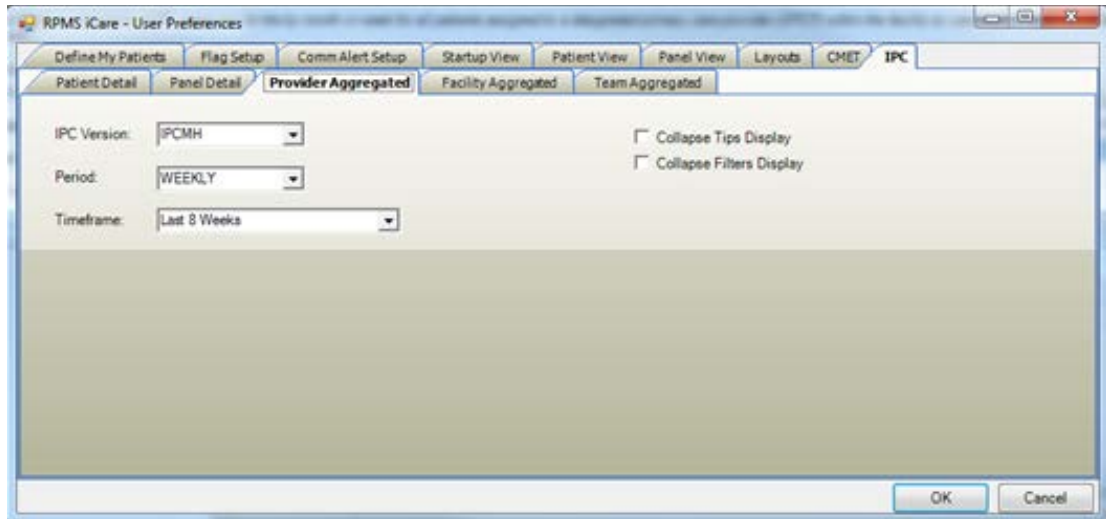 RPMS iCare - User Preferences
Define My Patients Flag Setup Comm Alert Setup Startup View Patient View Panel View Layouts CMET IPC
Patient Detail Panel Detail Provider Aggregated Facility Aggregated Team Aggregated
IPC Version: IPCMH Collapse Tips Display
Collapse Filters Display
Period: WEEKLY
Timeframe: Last 8 Weeks
OK Cancel